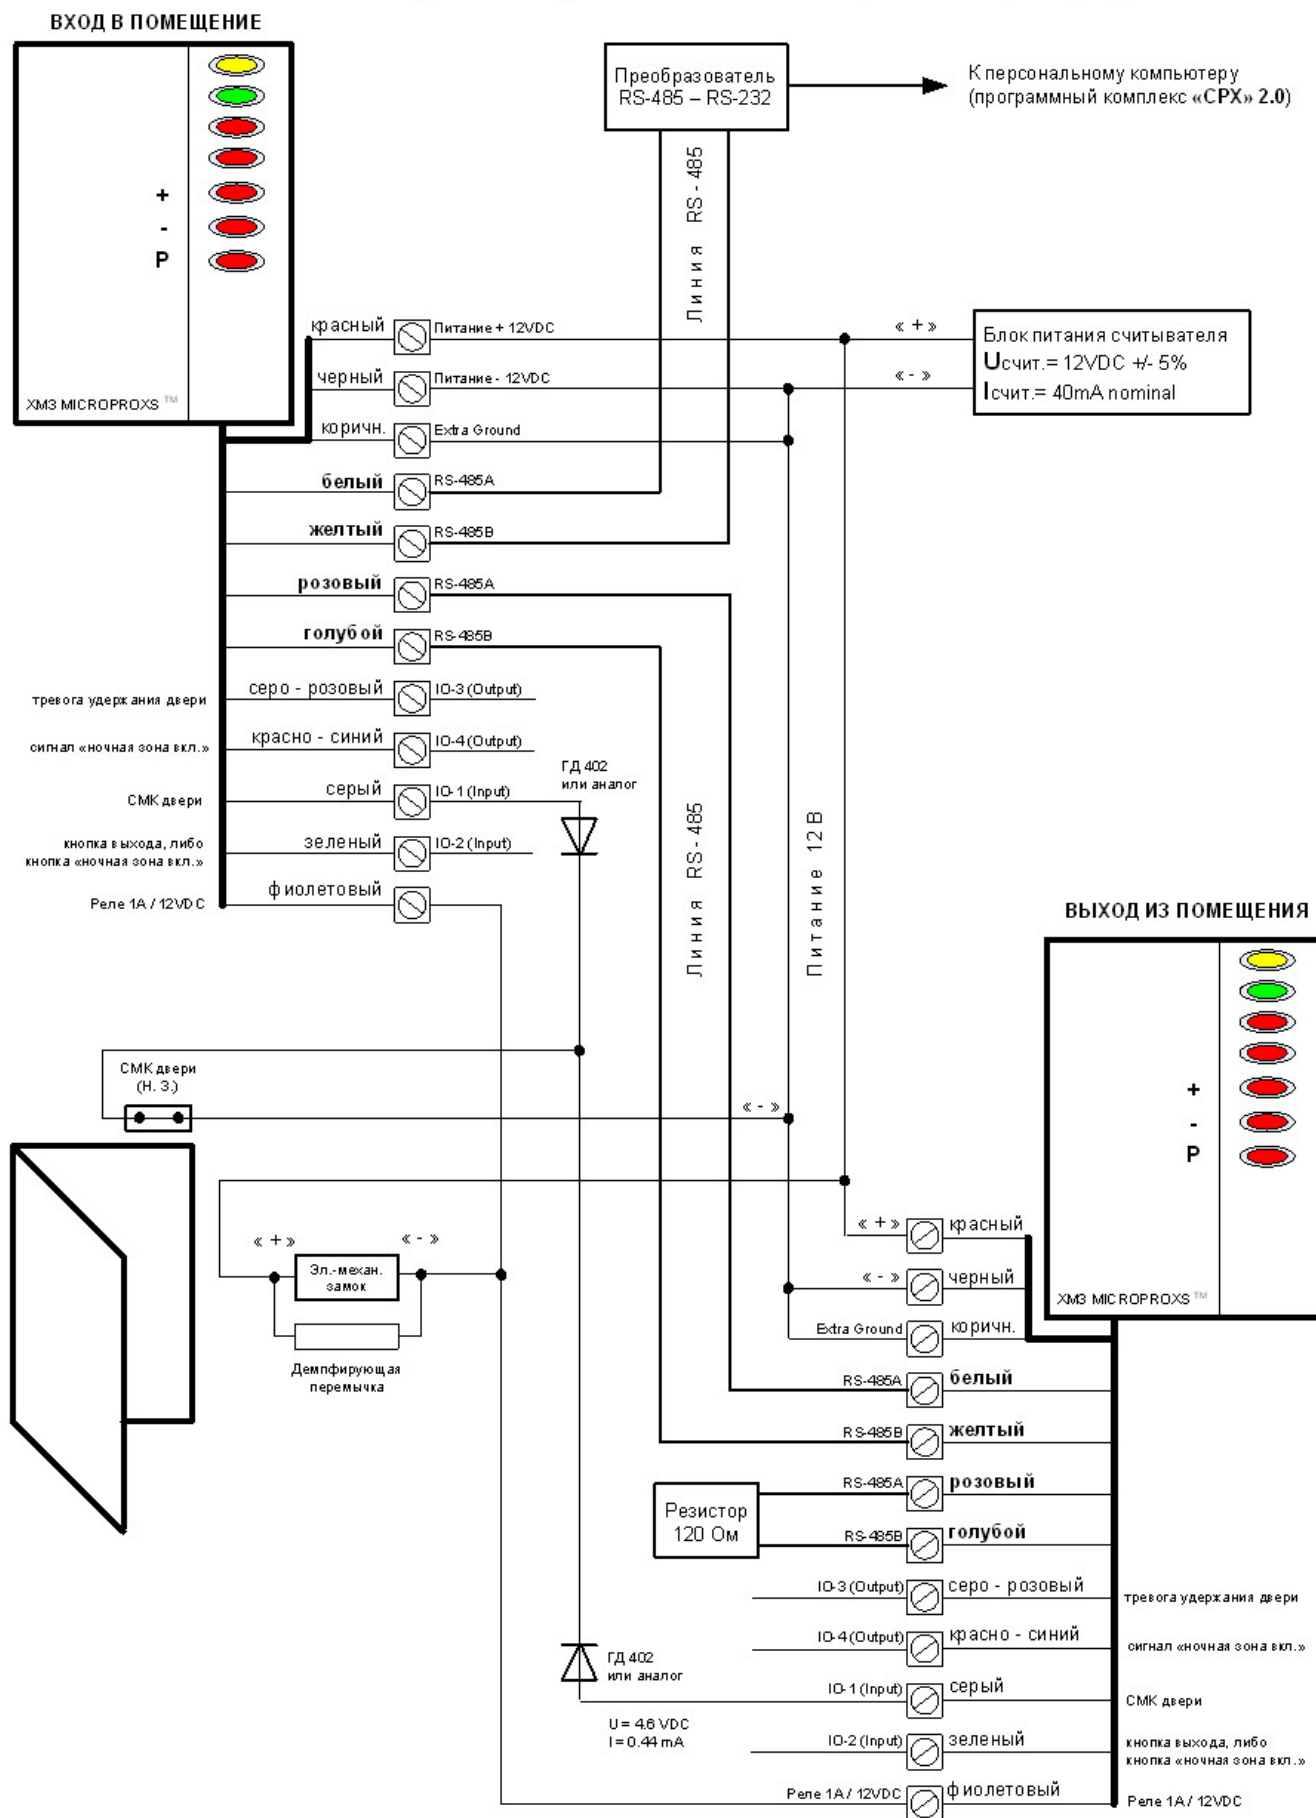 ВХОД В ПОМЕЩЕНИЕ
+
-
P
XM3 MICROPROXS ™
Преобразователь
RS-485 – RS-232
К персональному компьютеру
(программный комплекс «СРХ» 2.0)
Линия RS - 485
красный
Питание + 12VDC
« + »
черный
Питание - 12VDC
« - »
Блок питания считывателя
Uсчит.= 12VDC +/- 5%
Iсчит.= 40mA nominal
коричн.
Extra Ground
белый
RS-485A
желтый
RS-485B
розовый
RS-485A
голубой
RS-485B
тревога удержания двери
серо - розовый
IO-3 (Output)
сигнал «ночная зона вкл.»
красно - синий
IO-4 (Output)
СМК двери
серый
IO-1 (Input)
ГД 402
или аналог
кнопка выхода, либо
кнопка «ночная зона вкл.»
зеленый
IO-2 (Input)
Реле 1А / 12VDC
фиолетовый
Линия RS - 485
Питание 12 В
ВЫХОД ИЗ ПОМЕЩЕНИЯ
+
-
P
XM3 MICROPROXS ™
СМК двери
(Н. З.)
« - »
« + »
« - »
Эл.-механ.
замок
Демпфирующая
перемычка
« + »
красный
« - »
черный
Extra Ground
коричн.
RS-485A
белый
RS-485B
желтый
Резистор
120 Ом
RS-485A
розовый
RS-485B
голубой
IO-3 (Output)
серо - розовый
тревога удержания двери
IO-4 (Output)
красно - синий
сигнал «ночная зона вкл.»
ГД 402
или аналог
IO-1 (Input)
серый
СМК двери
U = 4.6 VDC
I = 0.44 mA
IO-2 (Input)
зеленый
кнопка выхода, либо
кнопка «ночная зона вкл.»
Реле 1А / 12VDC
фиолетовый
Реле 1А / 12VDC